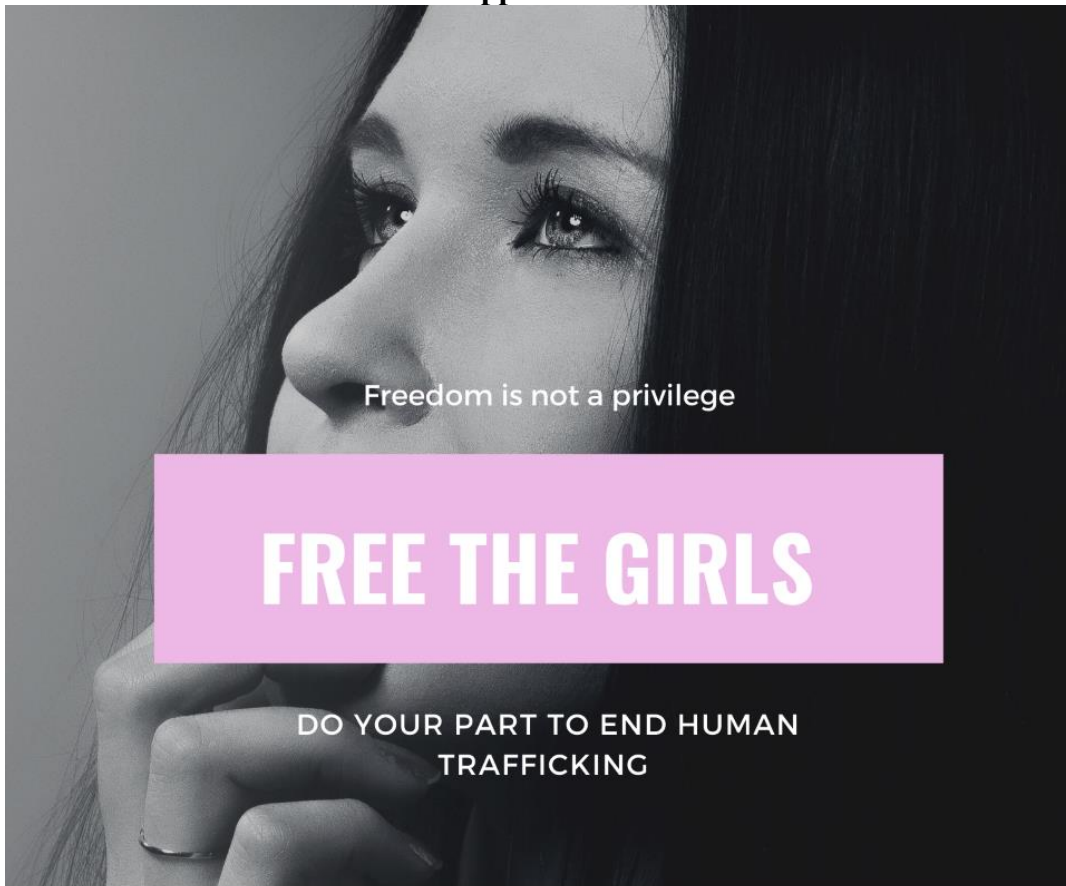 Freedom is not a privilege
FREE THE GIRLS
DO YOUR PART TO END HUMAN
TRAFFICKING